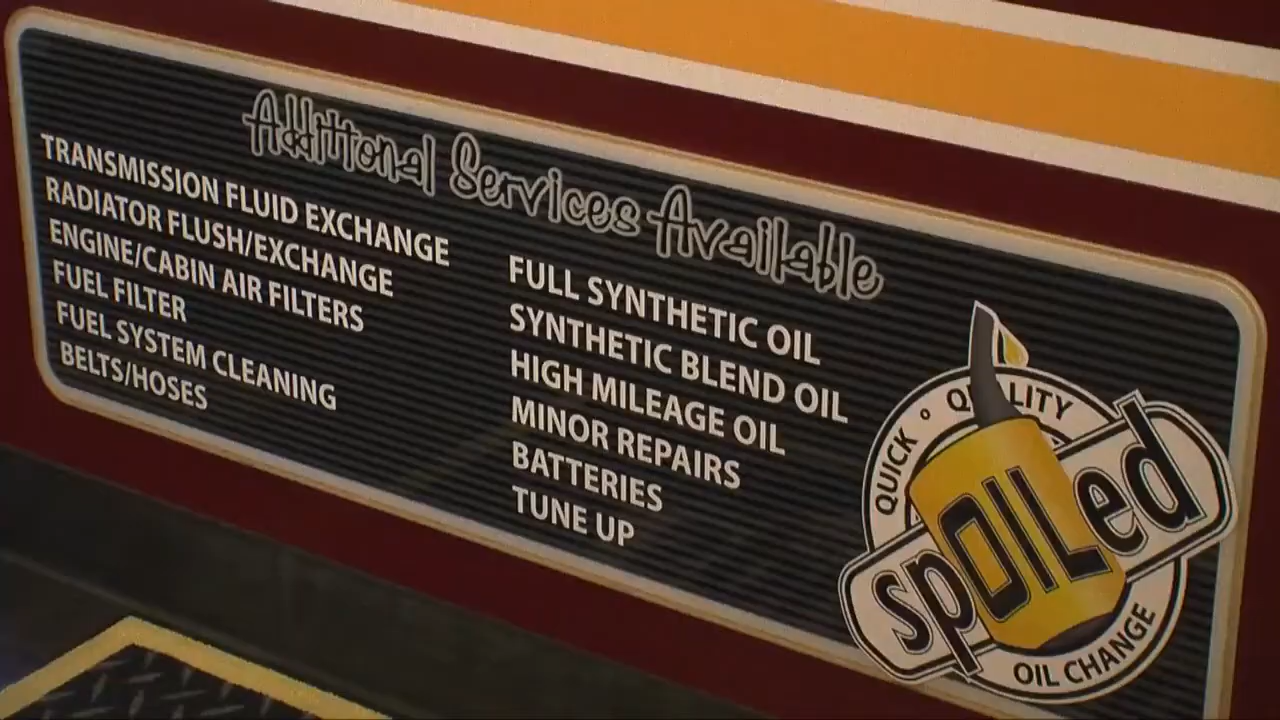 Additional Services Available
TRANSMISSION FLUID EXCHANGE
RADIATOR FLUSH/EXCHANGE
ENGINE/CABIN AIR FILTERS
FUEL FILTER
FUEL SYSTEM CLEANING
BELTS/HOSES
FULL SYNTHETIC OIL
SYNTHETIC BLEND OIL
HIGH MILEAGE OIL
MINOR REPAIRS
BATTERIES
TUNE UP
QUICK ° QUALITY
spOILed
OIL CHANGE